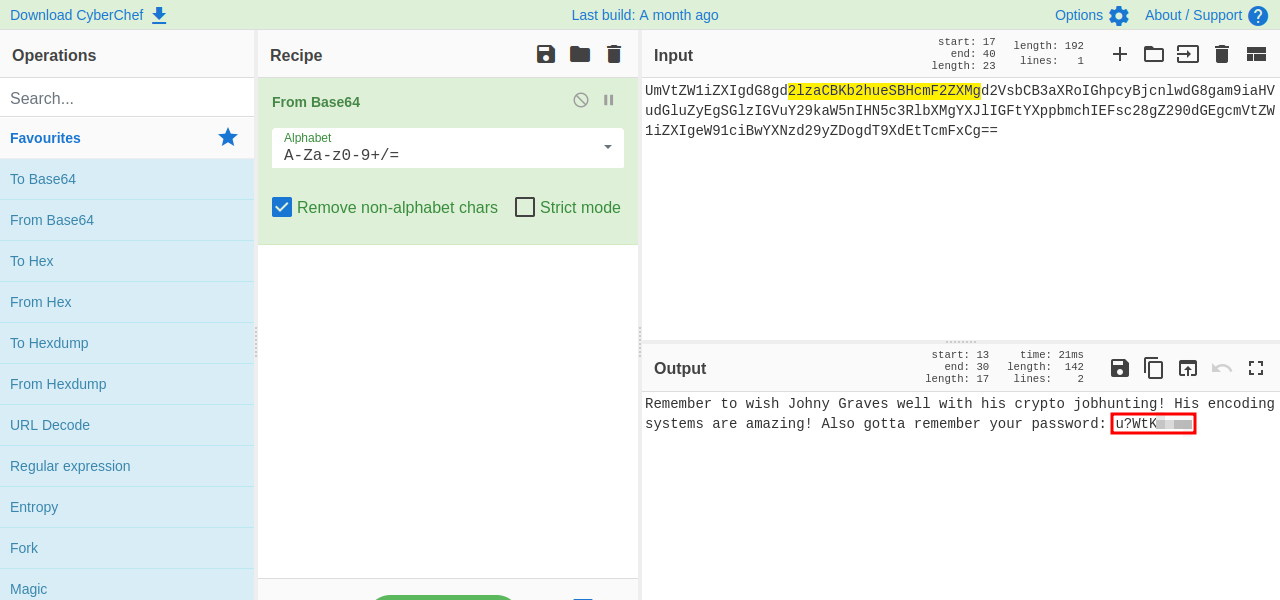 Download CyberChef
Last build: A month ago
Options
About / Support
Operations
Search...
Favourites
To Base64
From Base64
To Hex
From Hex
To Hexdump
From Hexdump
URL Decode
Regular expression
Entropy
Fork
Magic
Recipe
From Base64
Alphabet
A-Za-z0-9+/=
Remove non-alphabet chars
Strict mode
Input
start: 17
end: 40
length: 23
length: 192
lines: 1
UmVtZW1iZXIgdG8gd2lzaCBKb2hueSBHcmF2ZXMgd2VsbCB3aXRoIGhpcyBjcnlwdG8gam9iaHV
udGluZyEgSGlzIGVuY29kaW5nIHN5c3RlbXMgYXJlIGFtYXppbmchIEFsc28gZ290dGEgcmVtZW
1iZXIgeW91ciBwYXNzd29yZDogdT9XdEtTcmFxCg==
Output
start: 13
end: 30
length: 17
time: 21ms
length: 142
lines: 2
Remember to wish Johny Graves well with his crypto jobhunting! His encoding
systems are amazing! Also gotta remember your password: u?WtK